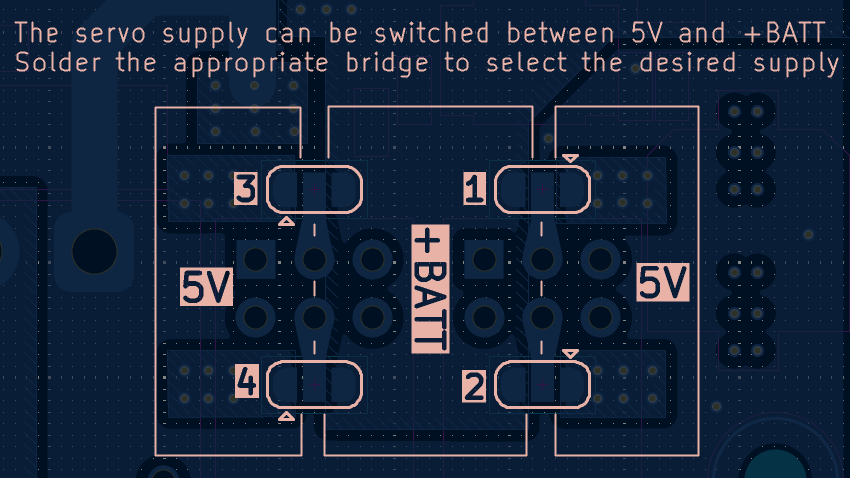 The servo supply can be switched between 5V and +BATT
Solder the appropriate bridge to select the desired supply
3
1
5V
+BATT
5V
4
2